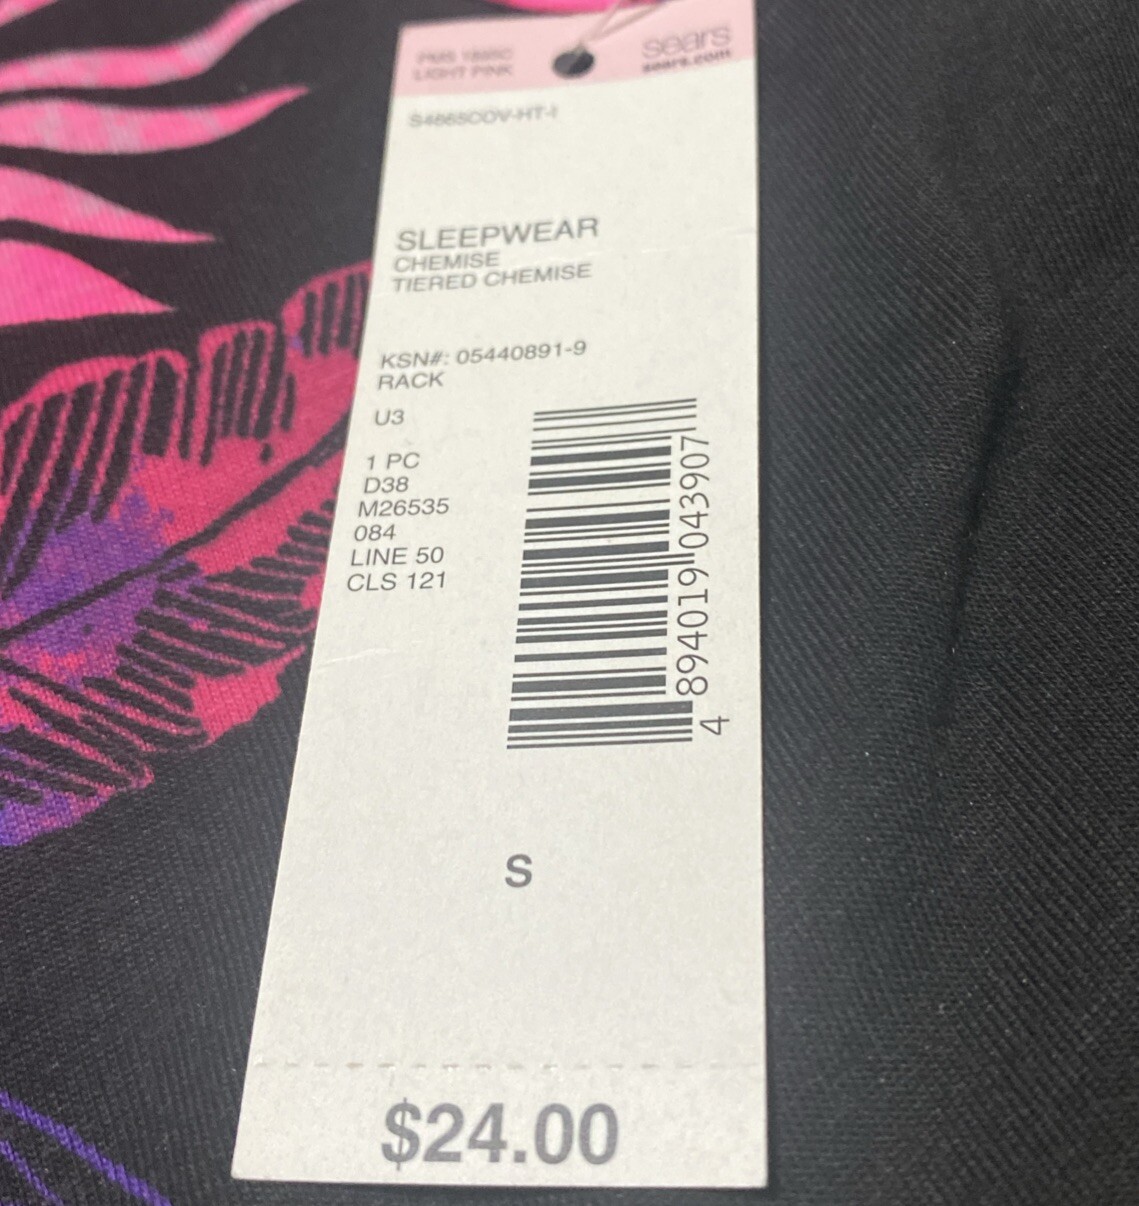 sears
sears.com
LIGHT PINK
SLEEPWEAR
CHEMISE
TIERED CHEMISE
KSN#: 05440891-9
RACK
U3
1 PC
D38
M26535
084
LINE 50
CLS 121
4 894019 043907
S
$24.00